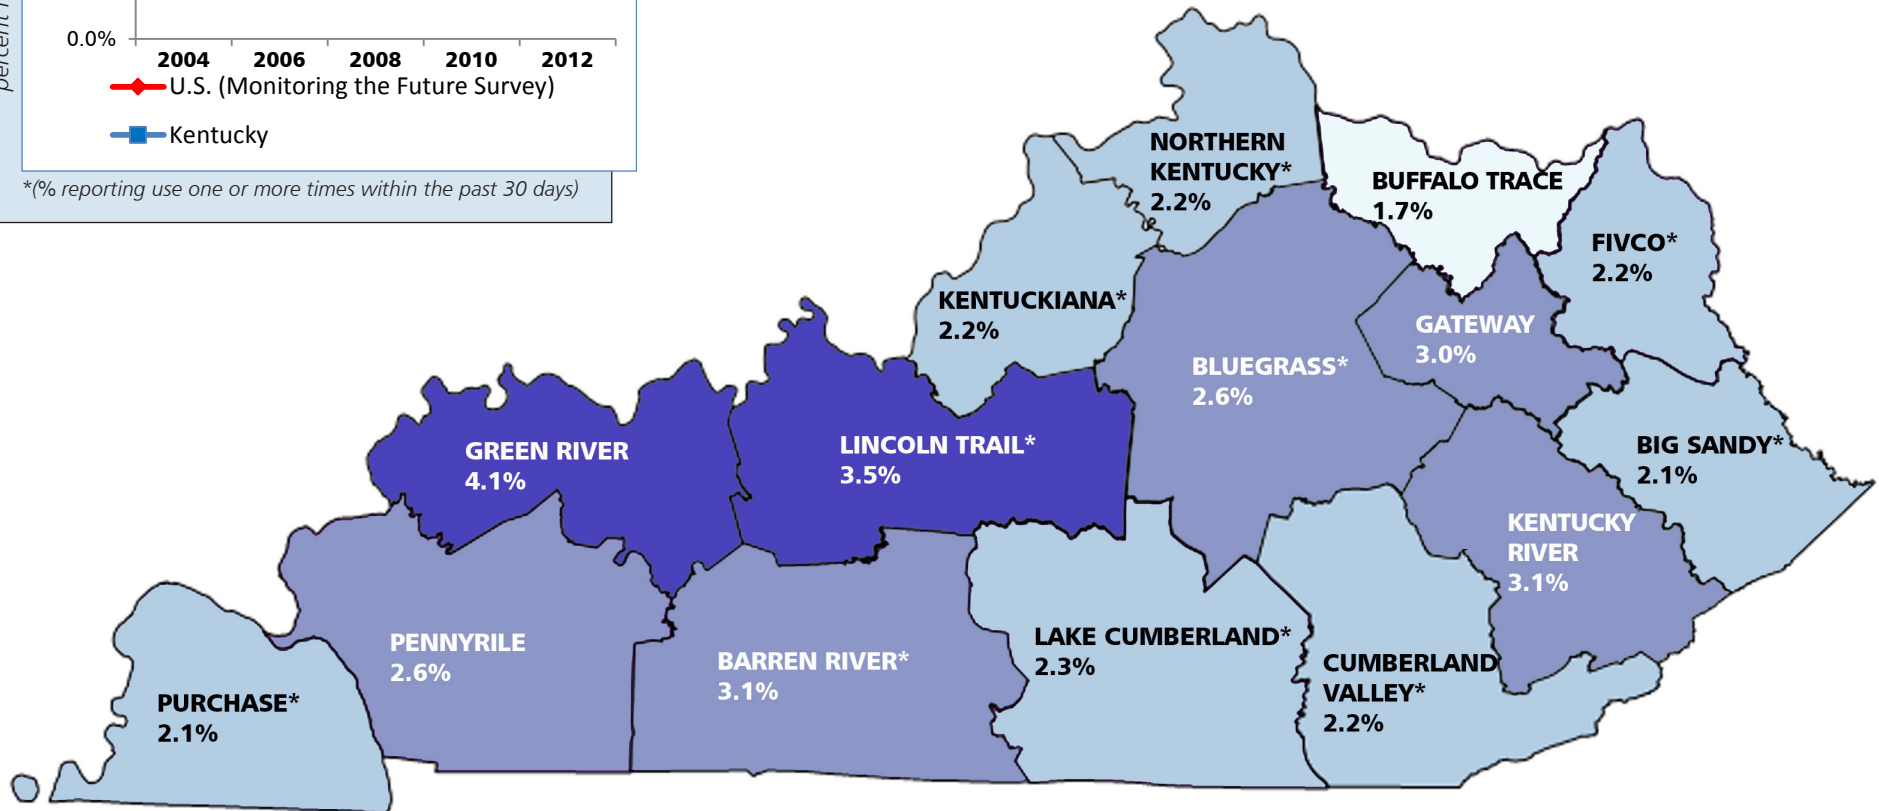 percent
0.0%
2004 2006 2008 2010 2012
U.S. (Monitoring the Future Survey)
Kentucky
*(% reporting use one or more times within the past 30 days)
NORTHERN
KENTUCKY*
2.2%
BUFFALO TRACE
1.7%
FIVCO*
2.2%
KENTUCKIANA*
2.2%
GATEWAY
3.0%
BLUEGRASS*
2.6%
GREEN RIVER
4.1%
LINCOLN TRAIL*
3.5%
BIG SANDY*
2.1%
KENTUCKY
RIVER
3.1%
PENNYRILE
2.6%
BARREN RIVER*
3.1%
LAKE CUMBERLAND*
2.3%
CUMBERLAND
VALLEY*
2.2%
PURCHASE*
2.1%